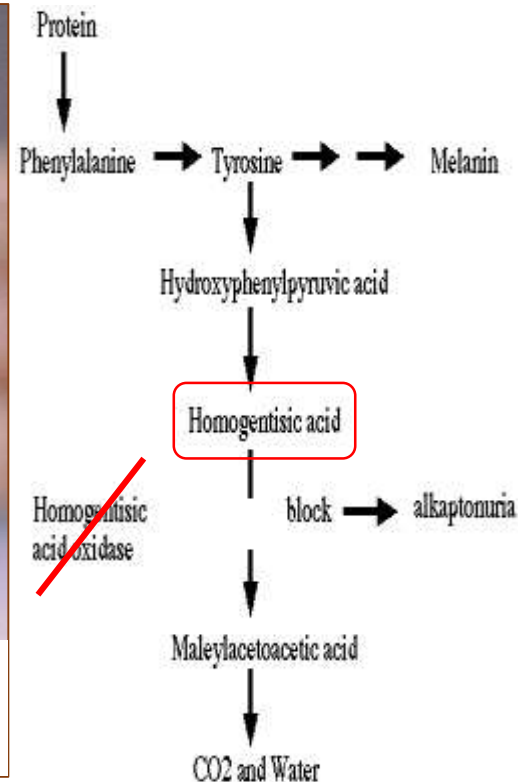 Protein
Phenylalanine Tyrosine Melanin
Hydroxyphenylpyruvic acid
Homogentisic acid
Homogentisic
acid oxidase
block alkaptonuria
Maleylacetoacetic acid
CO2 and Water